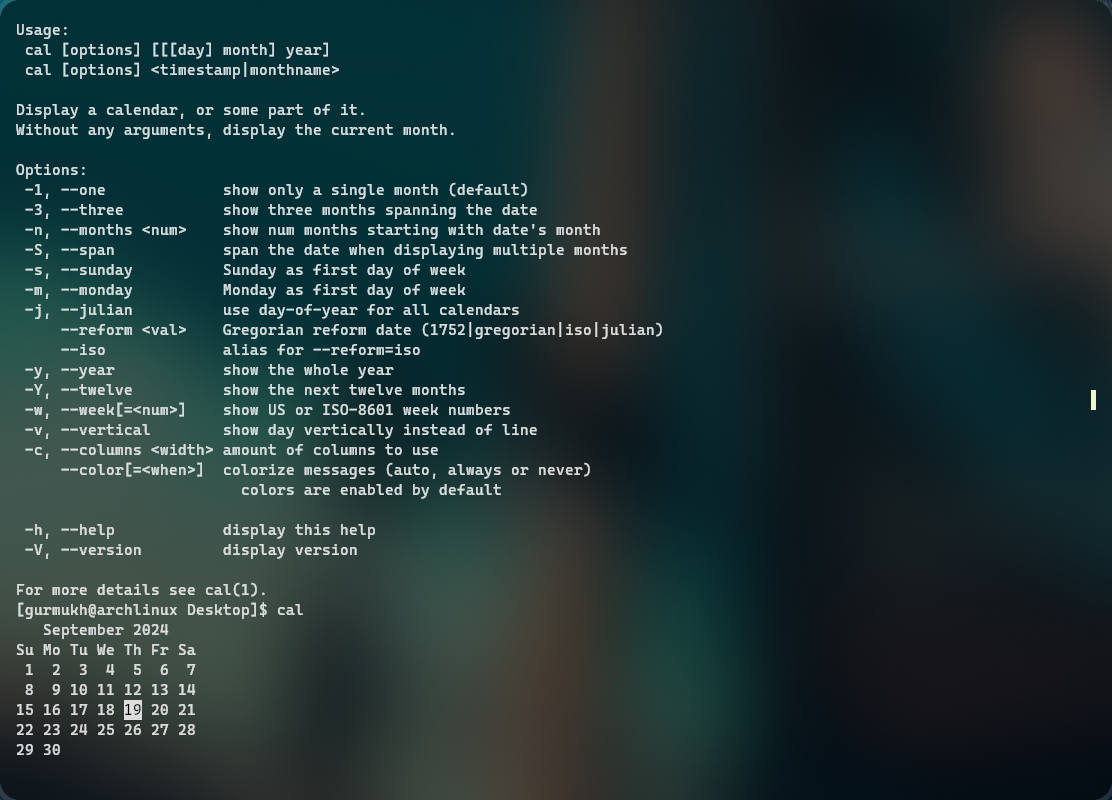 Usage:
 cal [options] [[[day] month] year]
 cal [options] <timestamp|monthname>

Display a calendar, or some part of it.
Without any arguments, display the current month.

Options:
 -1, --one             show only a single month (default)
 -3, --three           show three months spanning the date
 -n, --months <num>    show num months starting with date's month
 -S, --span            span the date when displaying multiple months
 -s, --sunday          Sunday as first day of week
 -m, --monday          Monday as first day of week
 -j, --julian          use day-of-year for all calendars
     --reform <val>    Gregorian reform date (1752|gregorian|iso|julian)
     --iso             alias for --reform=iso
 -y, --year            show the whole year
 -Y, --twelve          show the next twelve months
 -w, --week[=<num>]    show US or ISO-8601 week numbers
 -v, --vertical        show day vertically instead of line
 -c, --columns <width> amount of columns to use
     --color[=<when>]  colorize messages (auto, always or never)
                         colors are enabled by default

 -h, --help            display this help
 -V, --version         display version

For more details see cal(1).
[gurmukh@archlinux Desktop]$ cal
   September 2024
Su Mo Tu We Th Fr Sa
 1  2  3  4  5  6  7
 8  9 10 11 12 13 14
15 16 17 18 19 20 21
22 23 24 25 26 27 28
29 30